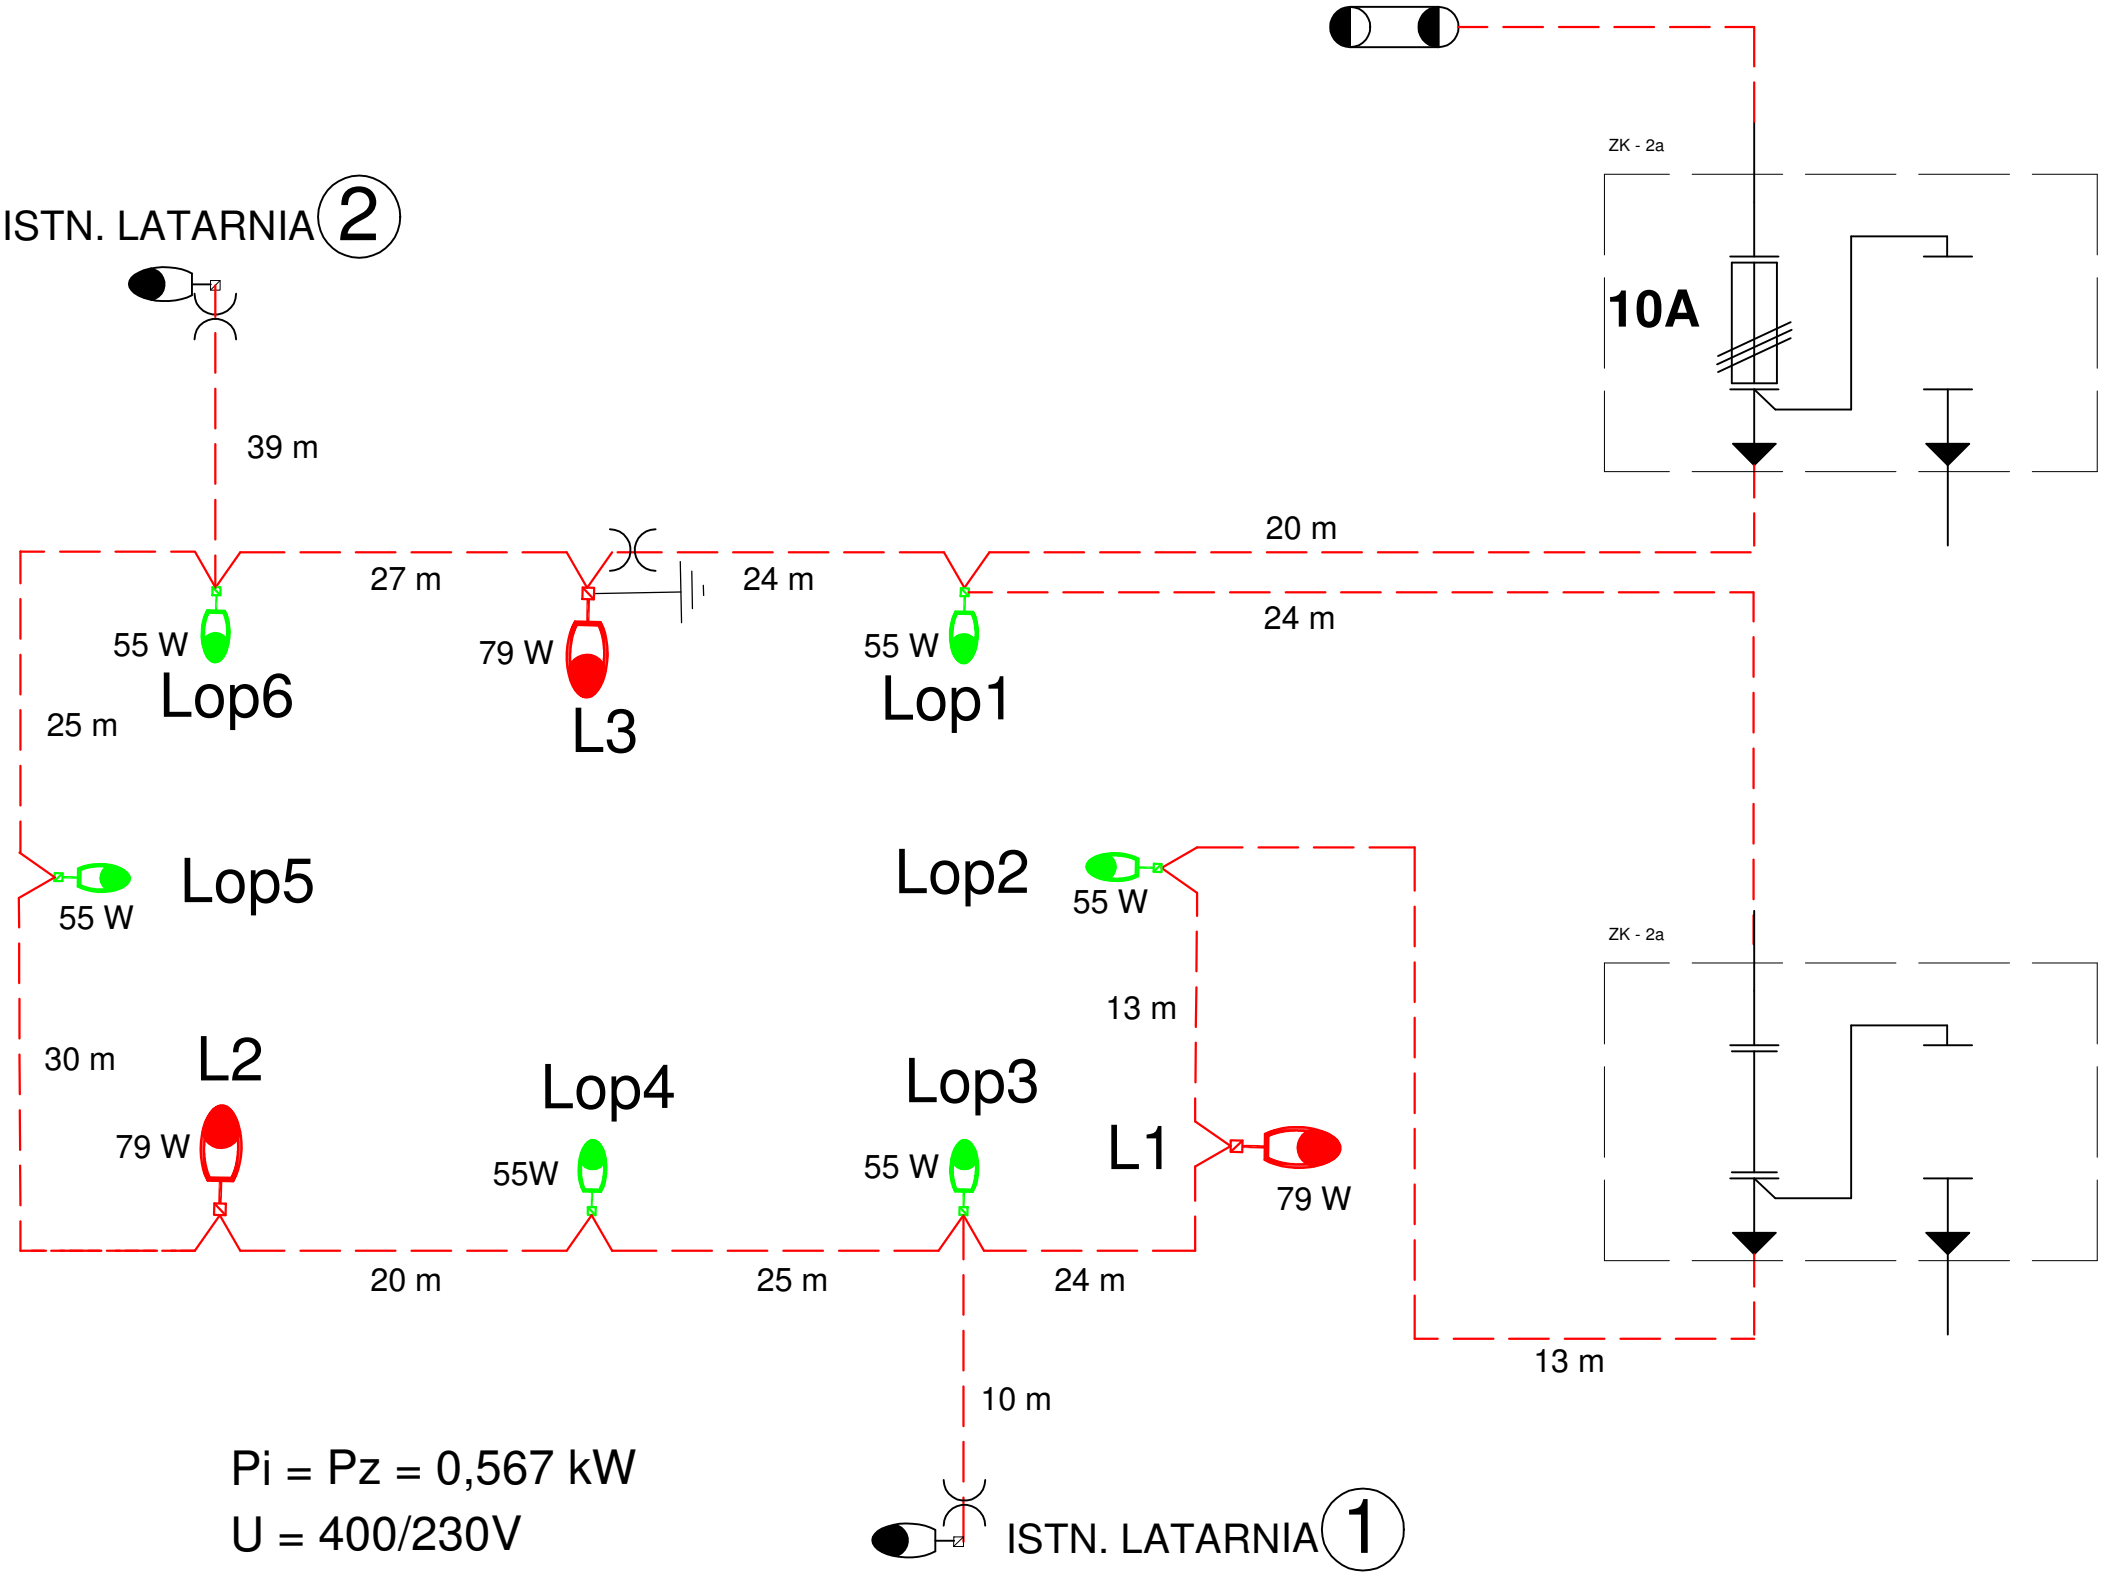 ZK - 2a
ISTN. LATARNIA 2
10A
39 m
20 m
27 m
24 m
24 m
55 W
79 W
55 W
Lop6
L3
Lop1
25 m
Lop5
55 W
Lop2
55 W
ZK - 2a
13 m
30 m
L2
79 W
Lop4
55W
Lop3
55 W
L1
79 W
20 m
25 m
24 m
13 m
10 m
Pi = Pz = 0,567 kW
U = 400/230V
ISTN. LATARNIA 1